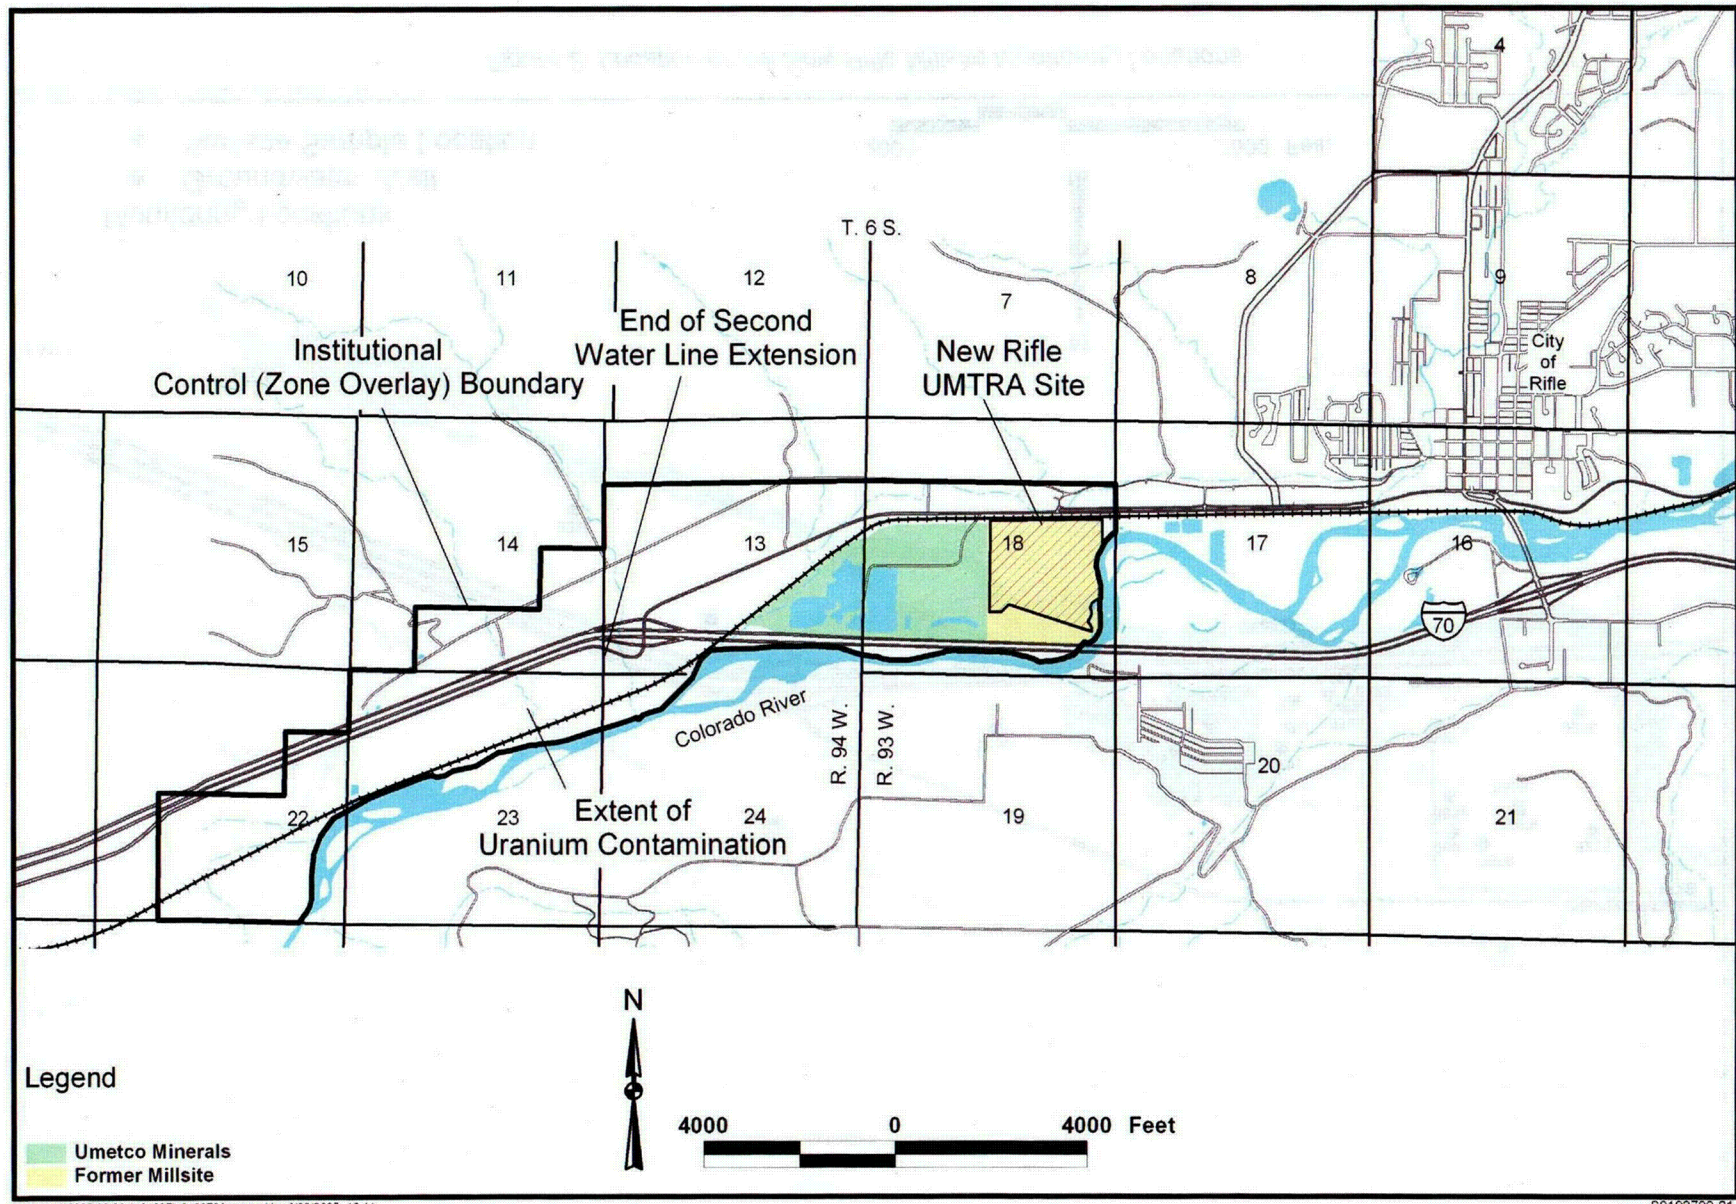 4
T. 6 S.
10
11
12
7
8
9
End of Second
Water Line Extension
Institutional
Control (Zone Overlay) Boundary
New Rifle
UMTRA Site
City
of
Rifle
15
14
13
18
17
16
70
Colorado River
R. 94 W.
R. 93 W.
20
22
23
24
19
21
Extent of
Uranium Contamination
N
Legend
4000 0 4000 Feet
Umetco Minerals
Former Millsite